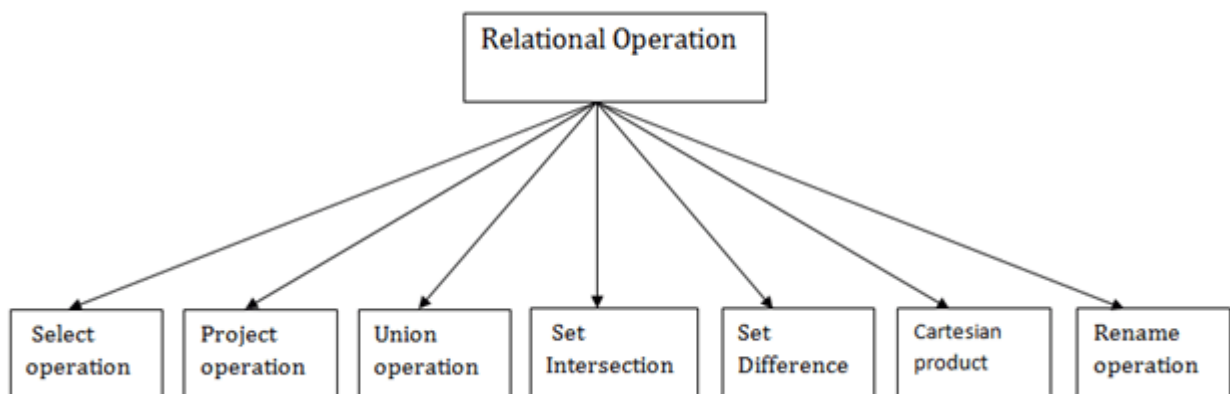 Relational Operation
Select
operation
Project
operation
Union
operation
Set
Intersection
Set
Difference
Cartesian
product
Rename
operation